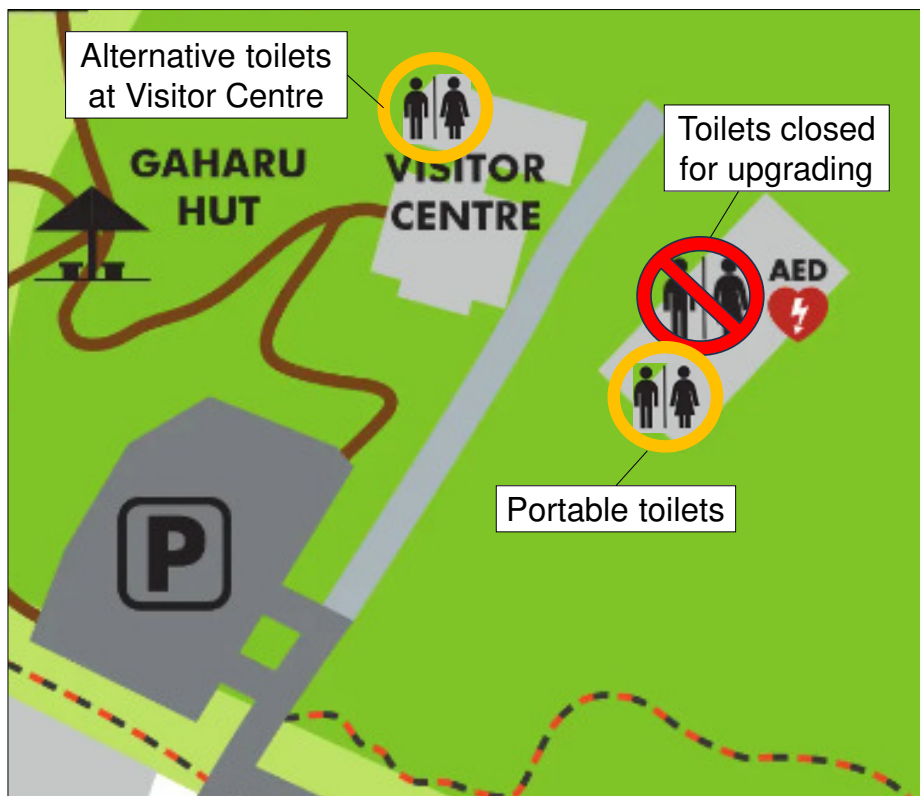 Alternative toilets
at Visitor Centre
Toilets closed
for upgrading
GAHARU
HUT
VISITOR
CENTRE
AED
Portable toilets
P